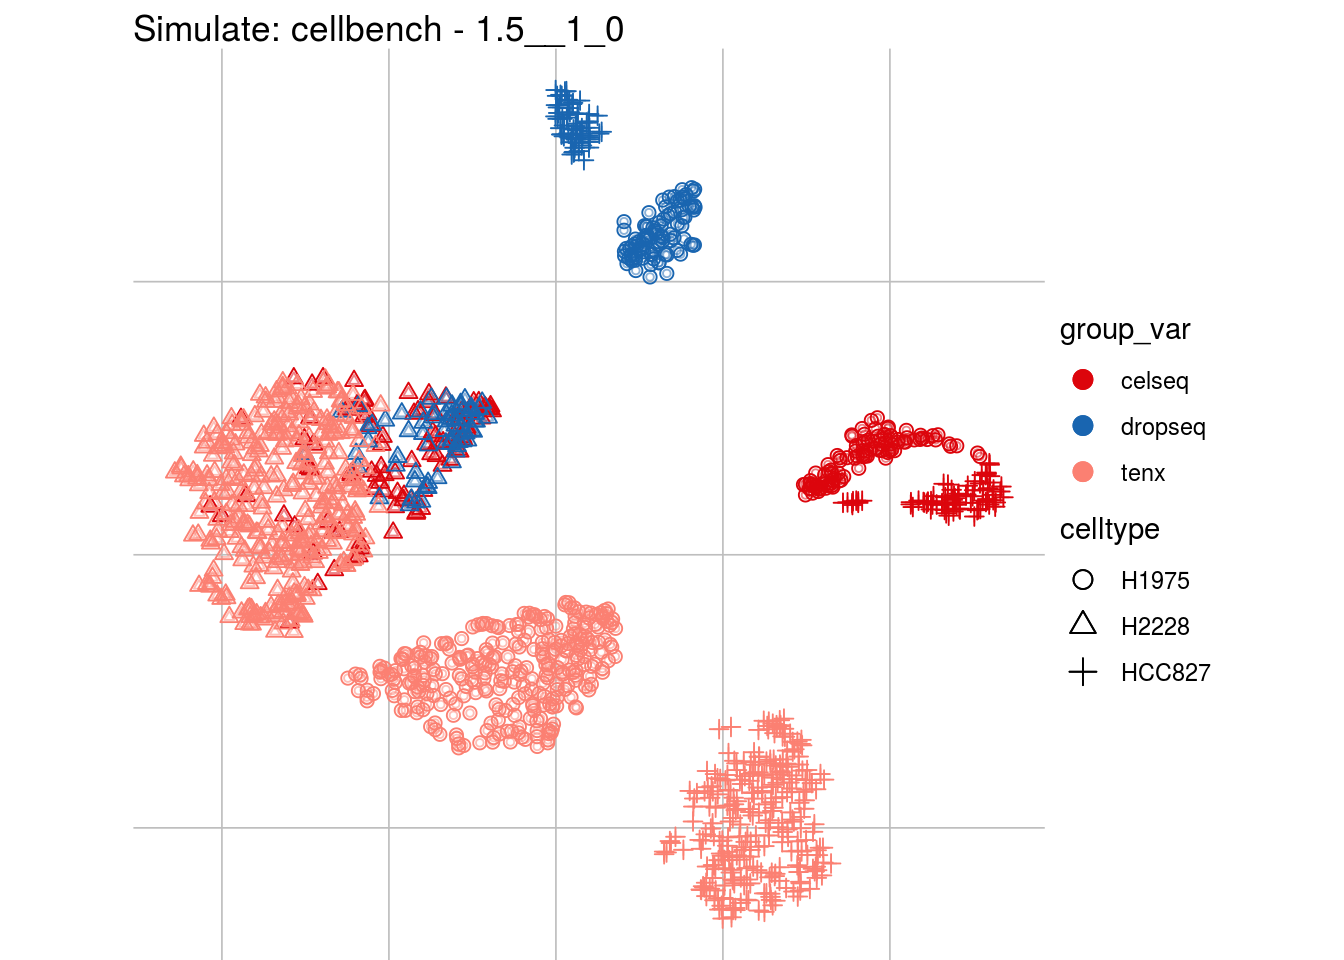 Simulate: cellbench - 1.5__1_0
group_var
celseq
dropseq
tenx
celltype
H1975
H2228
HCC827